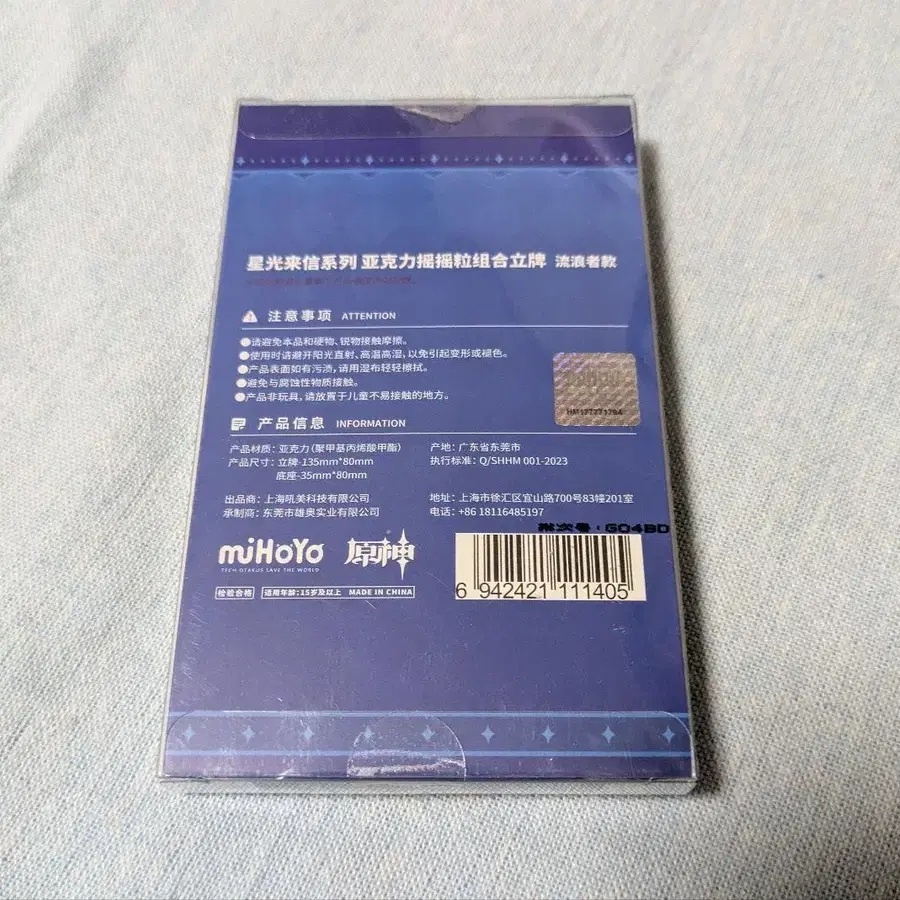 星光来信系列 亚克力摇摇粒组合立牌 流浪者款
注意事项 ATTENTION
●请避免本品和硬物、锐物接触摩擦。
●使用时请避开阳光直射、高温高湿,以免引起变形或褪色。
●产品表面如有污渍,请用湿布轻轻擦拭。
●避免与腐蚀性物质接触。
●产品非玩具,请放置于儿童不易接触的地方。
miHoYo
HM177771794
产品信息 INFORMATION
产品材质: 亚克力(聚甲基丙烯酸甲酯)
产品尺寸: 立牌-135mm*80mm
底座-35mm*80mm
产地: 广东省东莞市
执行标准: Q/SHHM 001-2023
出品商: 上海吼美科技有限公司
承制商: 东莞市雄奥实业有限公司
地址: 上海市徐汇区宜山路700号83幢201室
电话: +86 18116485197
批次号:G04BD
miHoYo
TECH OTAKUS SAVE THE WORLD
原神
检验合格
适用年龄:15岁及以上 MADE IN CHINA
6 942421 111405